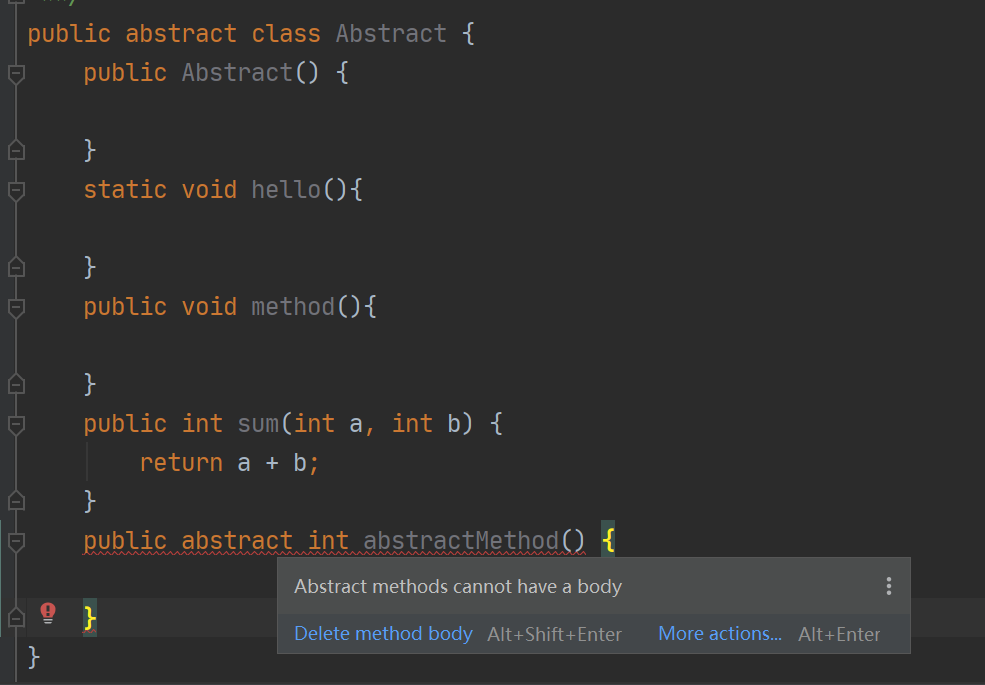 public abstract class Abstract {
public Abstract() {
}
static void hello(){
}
public void method(){
}
public int sum(int a, int b) {
return a + b;
}
public abstract int abstractMethod() {
Abstract methods cannot have a body
Delete method body Alt+Shift+Enter More actions... Alt+Enter
}
}